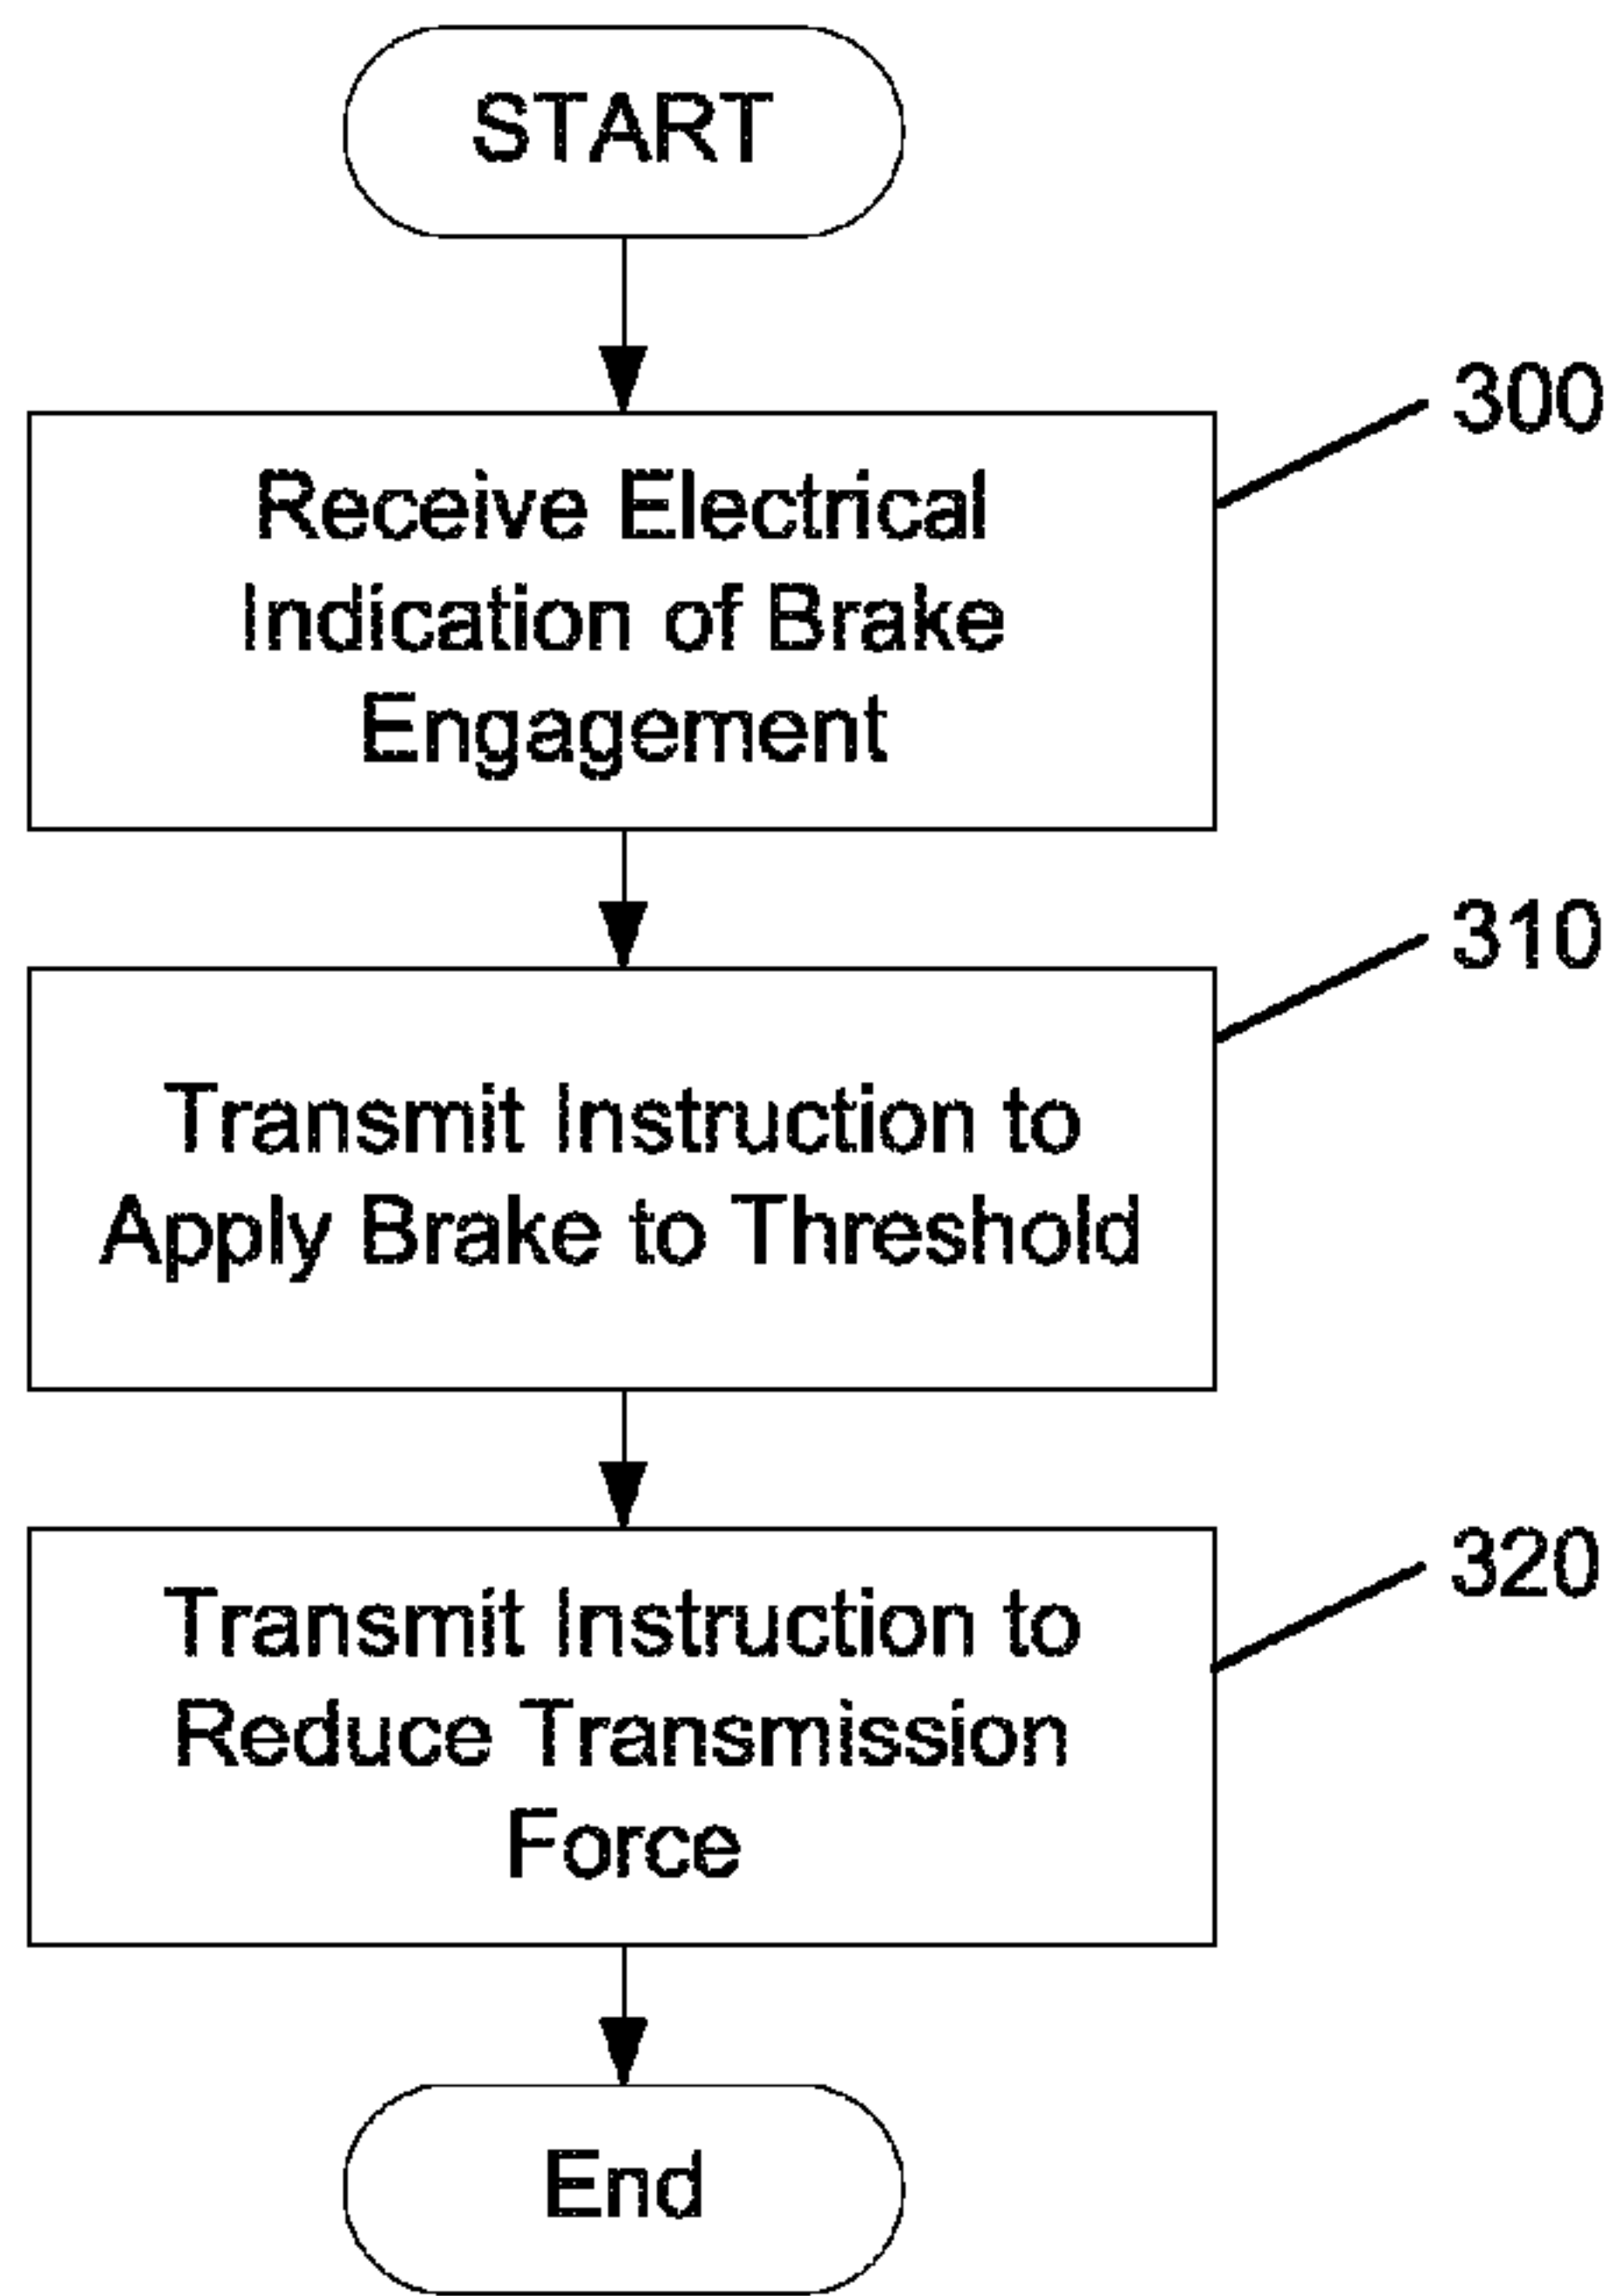 START
300
Receive Electrical
Indication of Brake
Engagement
310
Transmit Instruction to
Apply Brake to Threshold
320
Transmit Instruction to
Reduce Transmission
Force
End